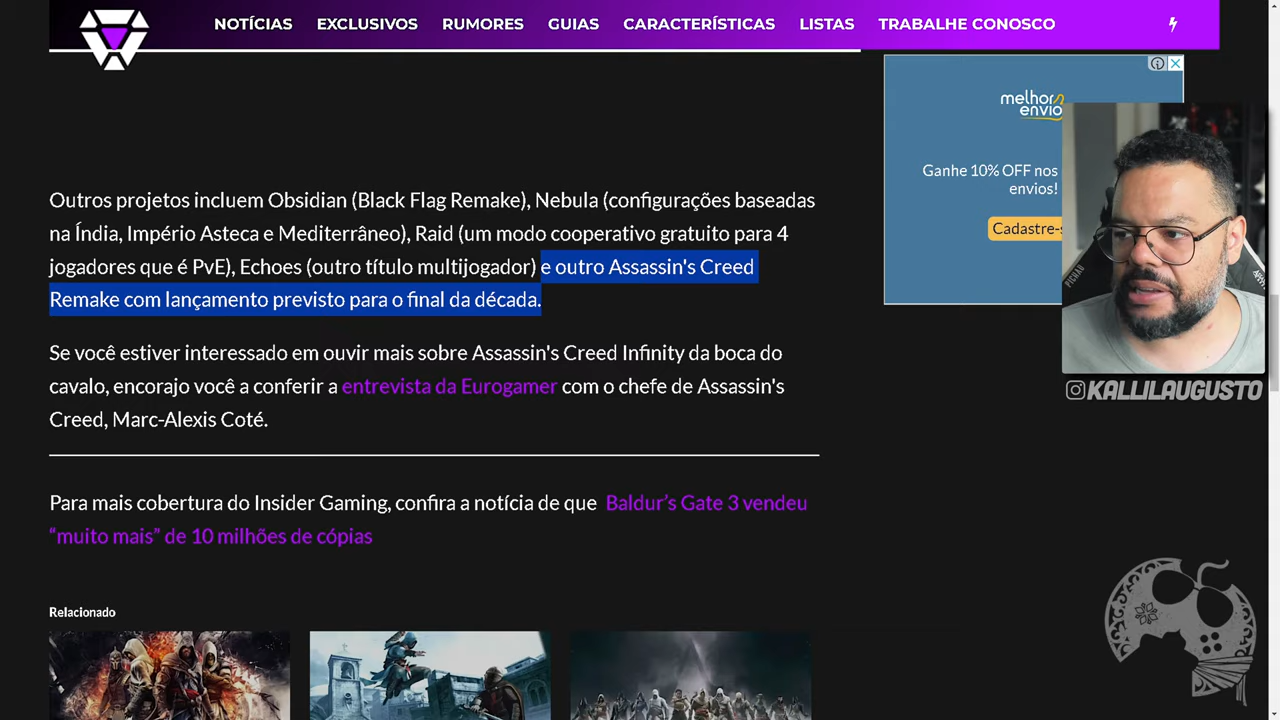 NOTÍCIAS EXCLUSIVOS RUMORES GUIAS CARACTERÍSTICAS LISTAS TRABALHE CONOSCO
melhor
envio
Ganhe 10% OFF nos
envios!
Cadastre-s
PICHAU
KALLILAUGUSTO
Outros projetos incluem Obsidian (Black Flag Remake), Nebula (configurações baseadas
na Índia, Império Asteca e Mediterrâneo), Raid (um modo cooperativo gratuito para 4
jogadores que é PvE), Echoes (outro título multijogador) e outro Assassin's Creed
Remake com lançamento previsto para o final da década.
Se você estiver interessado em ouvir mais sobre Assassin's Creed Infinity da boca do
cavalo, encorajo você a conferir a entrevista da Eurogamer com o chefe de Assassin's
Creed, Marc-Alexis Coté.
Para mais cobertura do Insider Gaming, confira a notícia de que Baldur’s Gate 3 vendeu
“muito mais” de 10 milhões de cópias
Relacionado